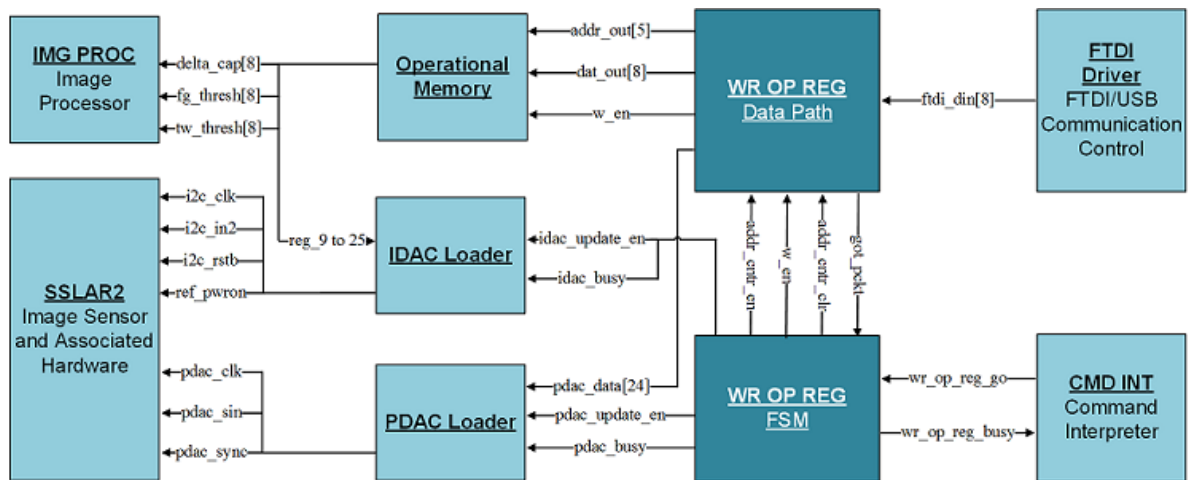 IMG PROC
Image
Processor
delta_cap[8]
fg_thresh[8]
tw_thresh[8]
Operational
Memory
addr_out[5]
dat_out[8]
w_en
WR OP REG
Data Path
ftdi_din[8]
FTDI
Driver
FTDI/USB
Communication
Control
SSLAR2
Image Sensor
and Associated
Hardware
i2c_clk
i2c_in2
i2c_rstb
ref_pwron
reg_9 to 25
IDAC Loader
idac_update_en
idac_busy
addr_cntr_en
w_en
addr_cntr_clr
got_pckt
pdac_clk
pdac_sin
pdac_sync
PDAC Loader
pdac_data[24]
pdac_update_en
pdac_busy
WR OP REG
FSM
wr_op_reg_go
wr_op_reg_busy
CMD INT
Command
Interpreter